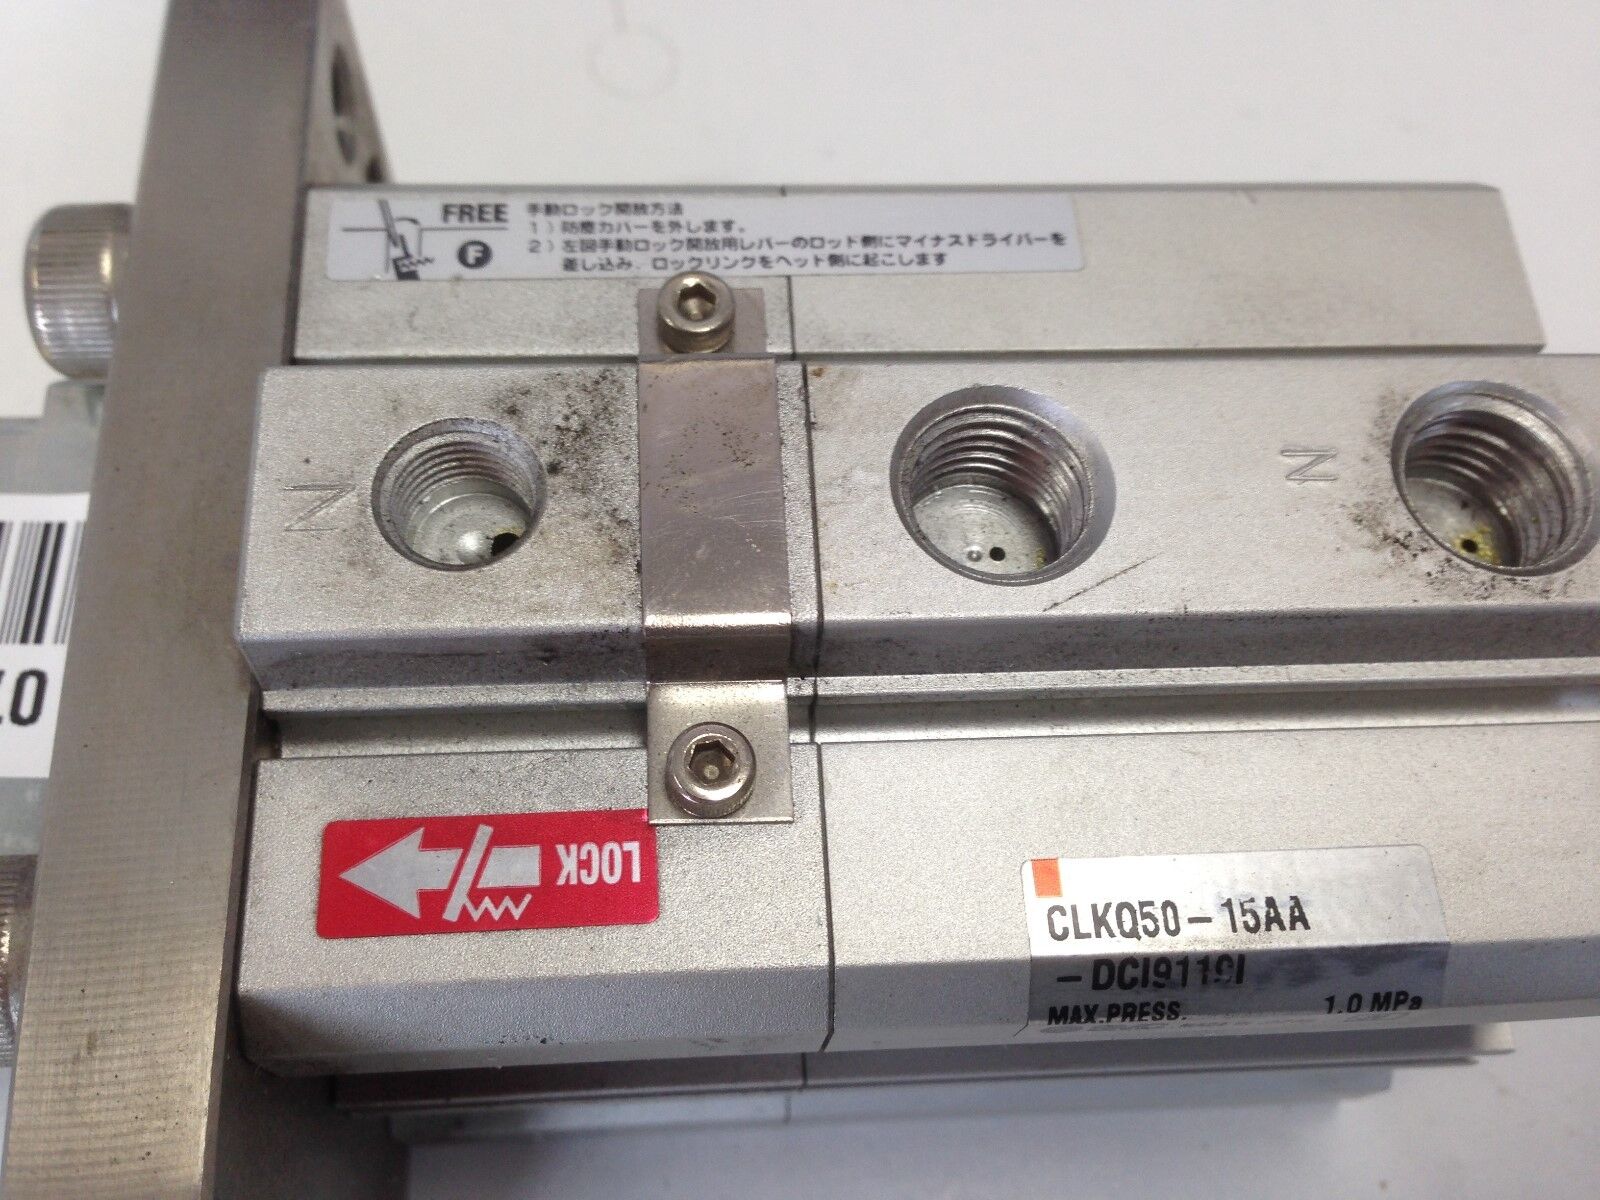 FREE
F
手動ロック開放方法
1）防塵カバーを外します。
2）左図手動ロック開放用レバーのロッド側にマイナスドライバーを
差し込み、ロックリングをヘッド側に起こします
N
N
LOCK
CLKQ50-15AA
-DCI9119I
MAX.PRESS. 1.0 MPa